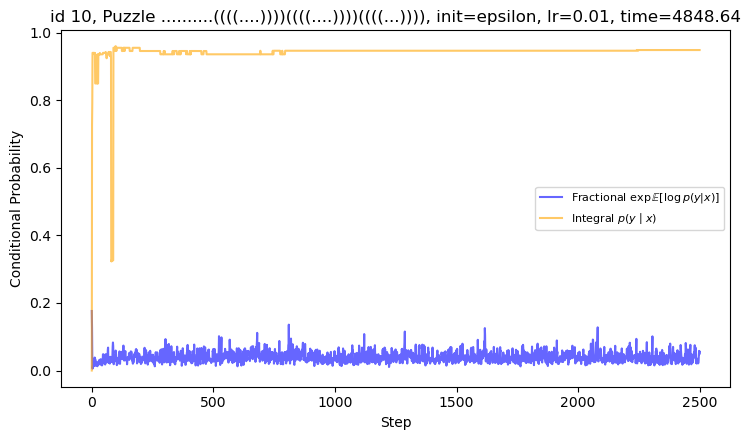 id 10, Puzzle ..........((((....))))((((....))))((((...)))), init=epsilon, lr=0.01, time=4848.64
1.0
0.8
0.6
0.4
0.2
0.0
Conditional Probability
Fractional exp𝔼[log p(y|x)]
Integral p(y | x)
0
500
1000
1500
2000
2500
Step